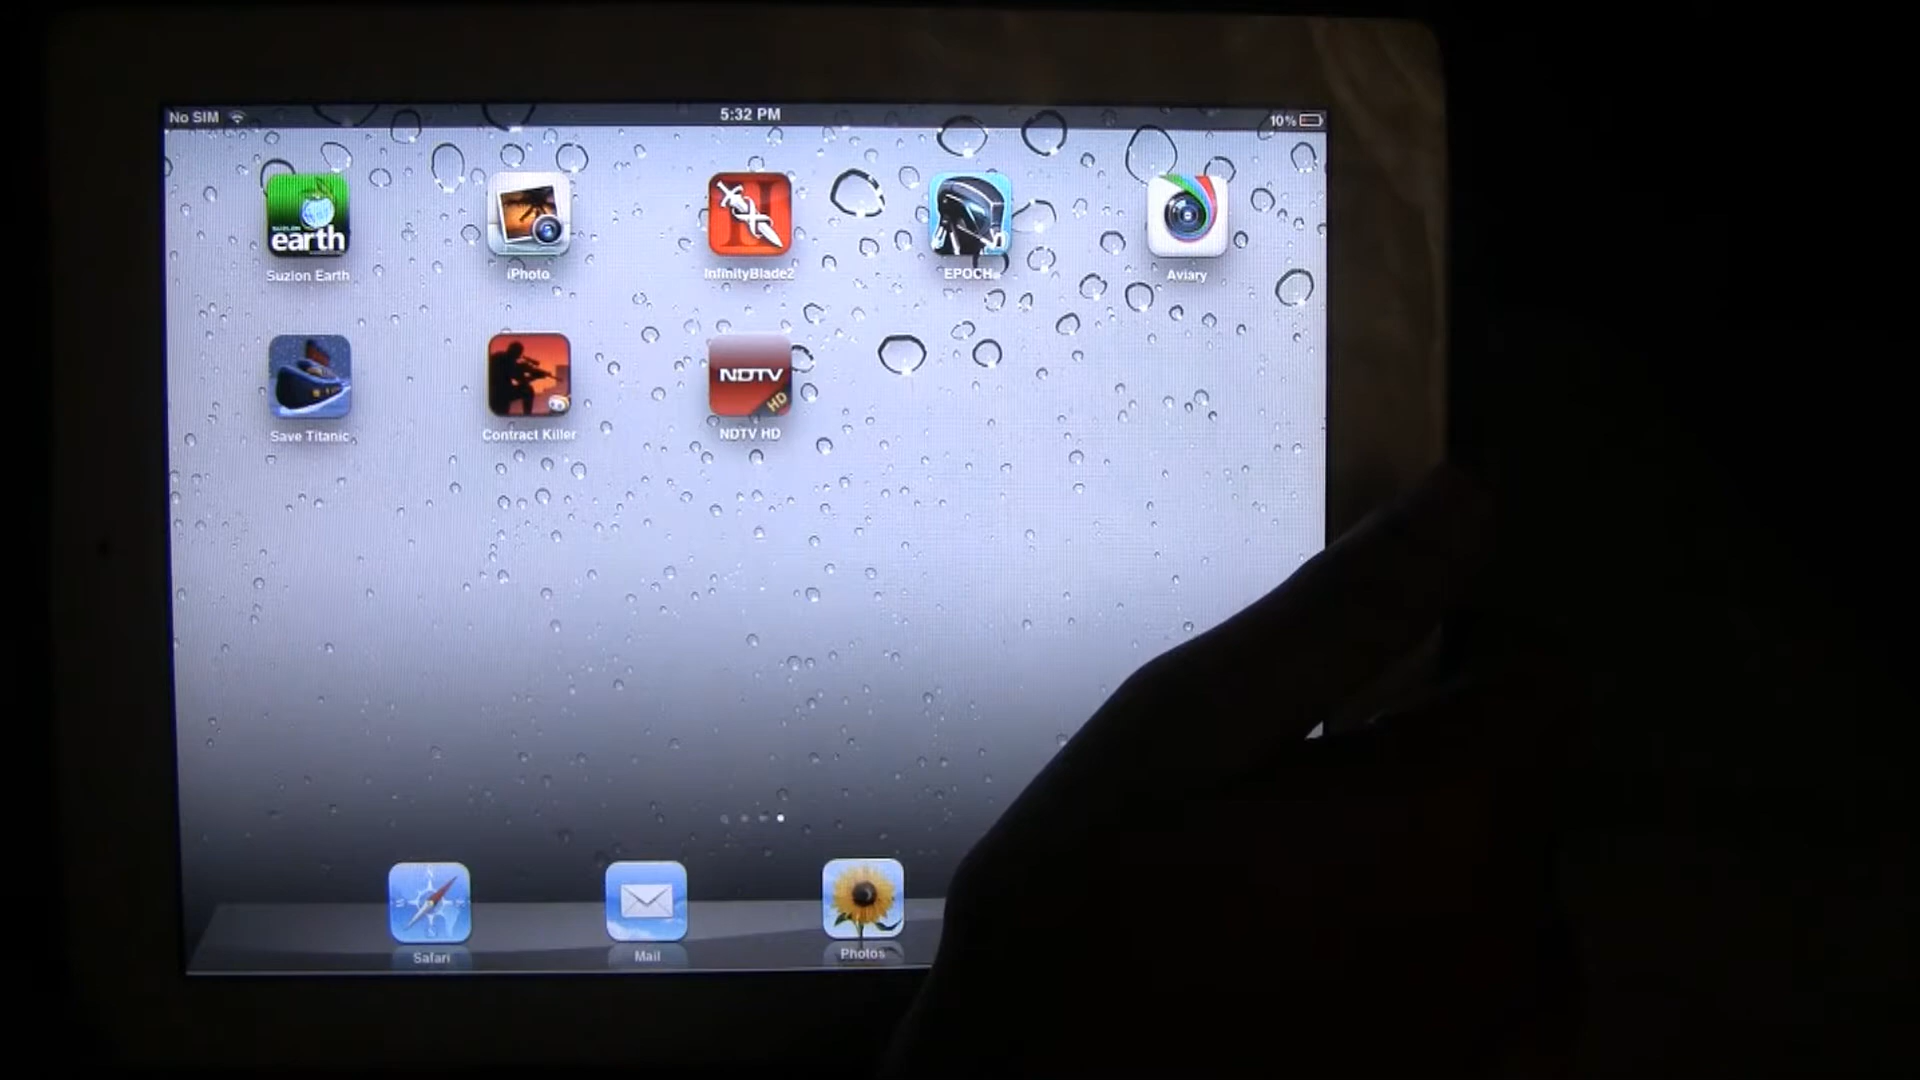 No SIM 5:32 PM 10%
SUZLON
earth
Suzlon Earth iPhoto InfinityBlade2 EPOCH. Aviary
NDTV
HD
Save Titanic Contract Killer NDTV HD
Safari Mail Photos